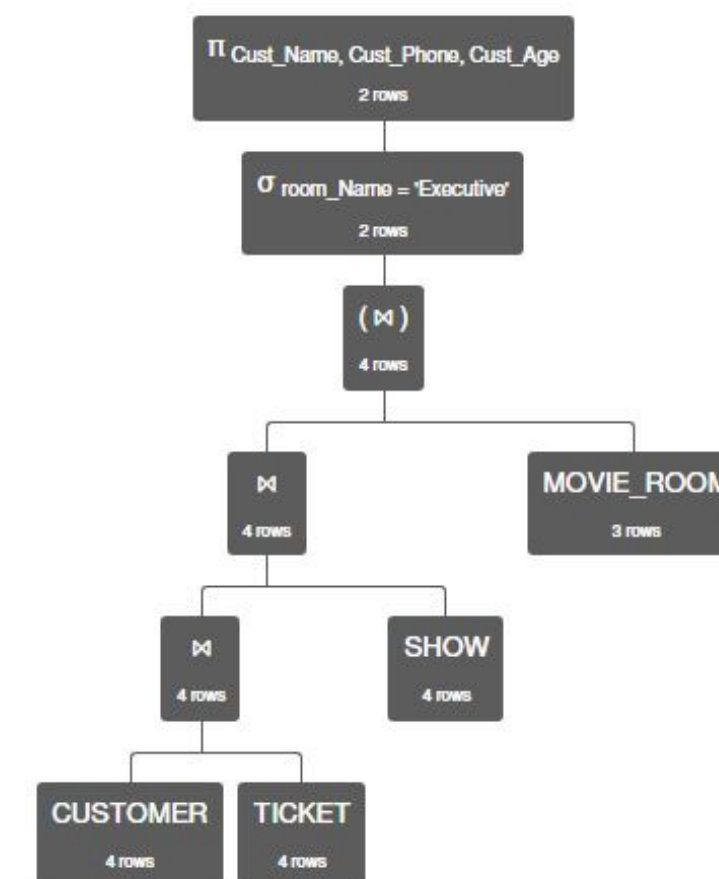 π Cust_Name, Cust_Phone, Cust_Age
2 rows
σ room_Name = 'Executive'
2 rows
( ⋈ )
4 rows
⋈
4 rows
MOVIE_ROOM
3 rows
⋈
4 rows
SHOW
4 rows
CUSTOMER
4 rows
TICKET
4 rows